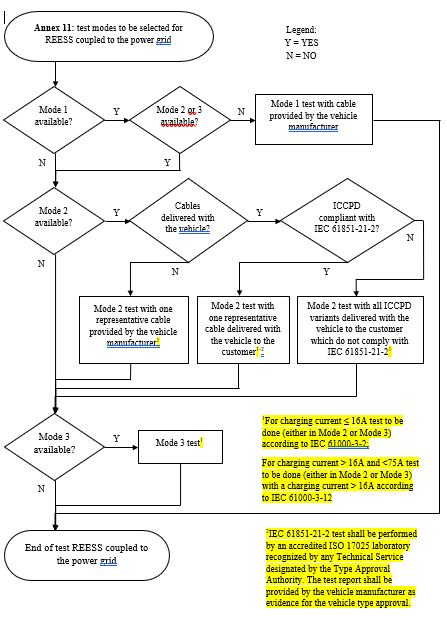 Annex 11: test modes to be selected for
REESS coupled to the power grid
Legend:
Y = YES
N = NO
Mode 1
available?
Y
Mode 2 or 3
available?
N
Mode 1 test with cable
provided by the vehicle
manufacturer
N
Y
Mode 2
available?
Y
Cables
delivered with
the vehicle?
Y
ICCPD
compliant with
IEC 61851-21-2?
N
N
N
Y
Mode 2 test with one
representative cable
provided by the vehicle
manufacturer¹
Mode 2 test with
one representative
cable delivered with
the vehicle to the
customer¹ ²
Mode 2 test with all ICCPD
variants delivered with the
vehicle to the customer
which do not comply with
IEC 61851-21-2¹
Mode 3
available?
Y
Mode 3 test¹
N
¹For charging current ≤ 16A test to be
done (either in Mode 2 or Mode 3)
according to IEC 61000-3-2;
For charging current > 16A and <75A test
to be done (either in Mode 2 or Mode 3)
with a charging current > 16A according
to IEC 61000-3-12
End of test REESS coupled to
the power grid
²IEC 61851-21-2 test shall be performed
by an accredited ISO 17025 laboratory
recognized by any Technical Service
designated by the Type Approval
Authority. The test report shall be
provided by the vehicle manufacturer as
evidence for the vehicle type approval.